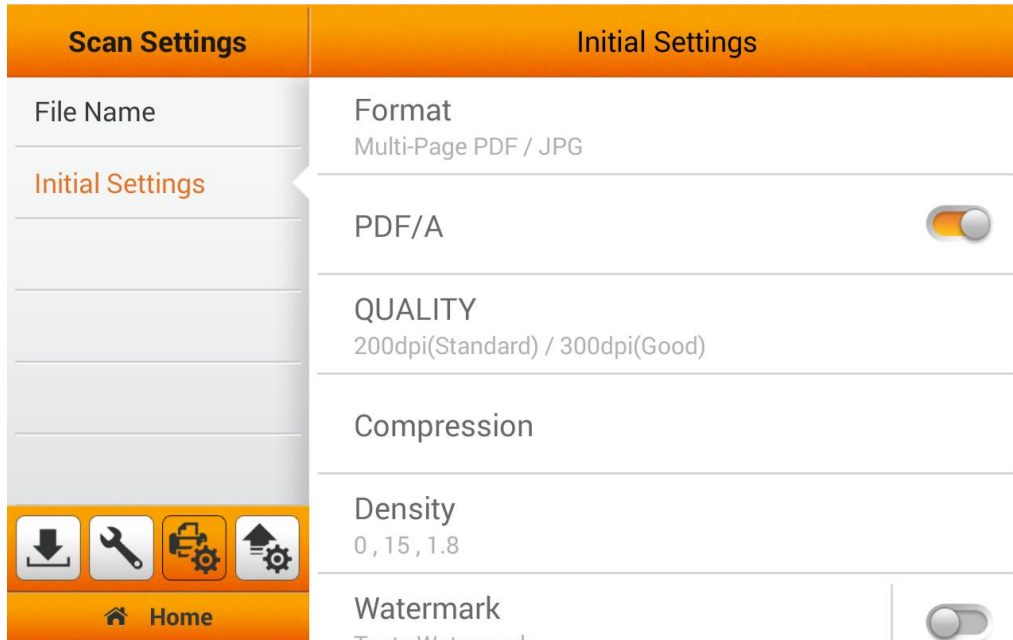 Scan Settings
Initial Settings
File Name
Initial Settings
Format
Multi-Page PDF / JPG
PDF/A
QUALITY
200dpi(Standard) / 300dpi(Good)
Compression
Density
0 , 15 , 1.8
Watermark
Home